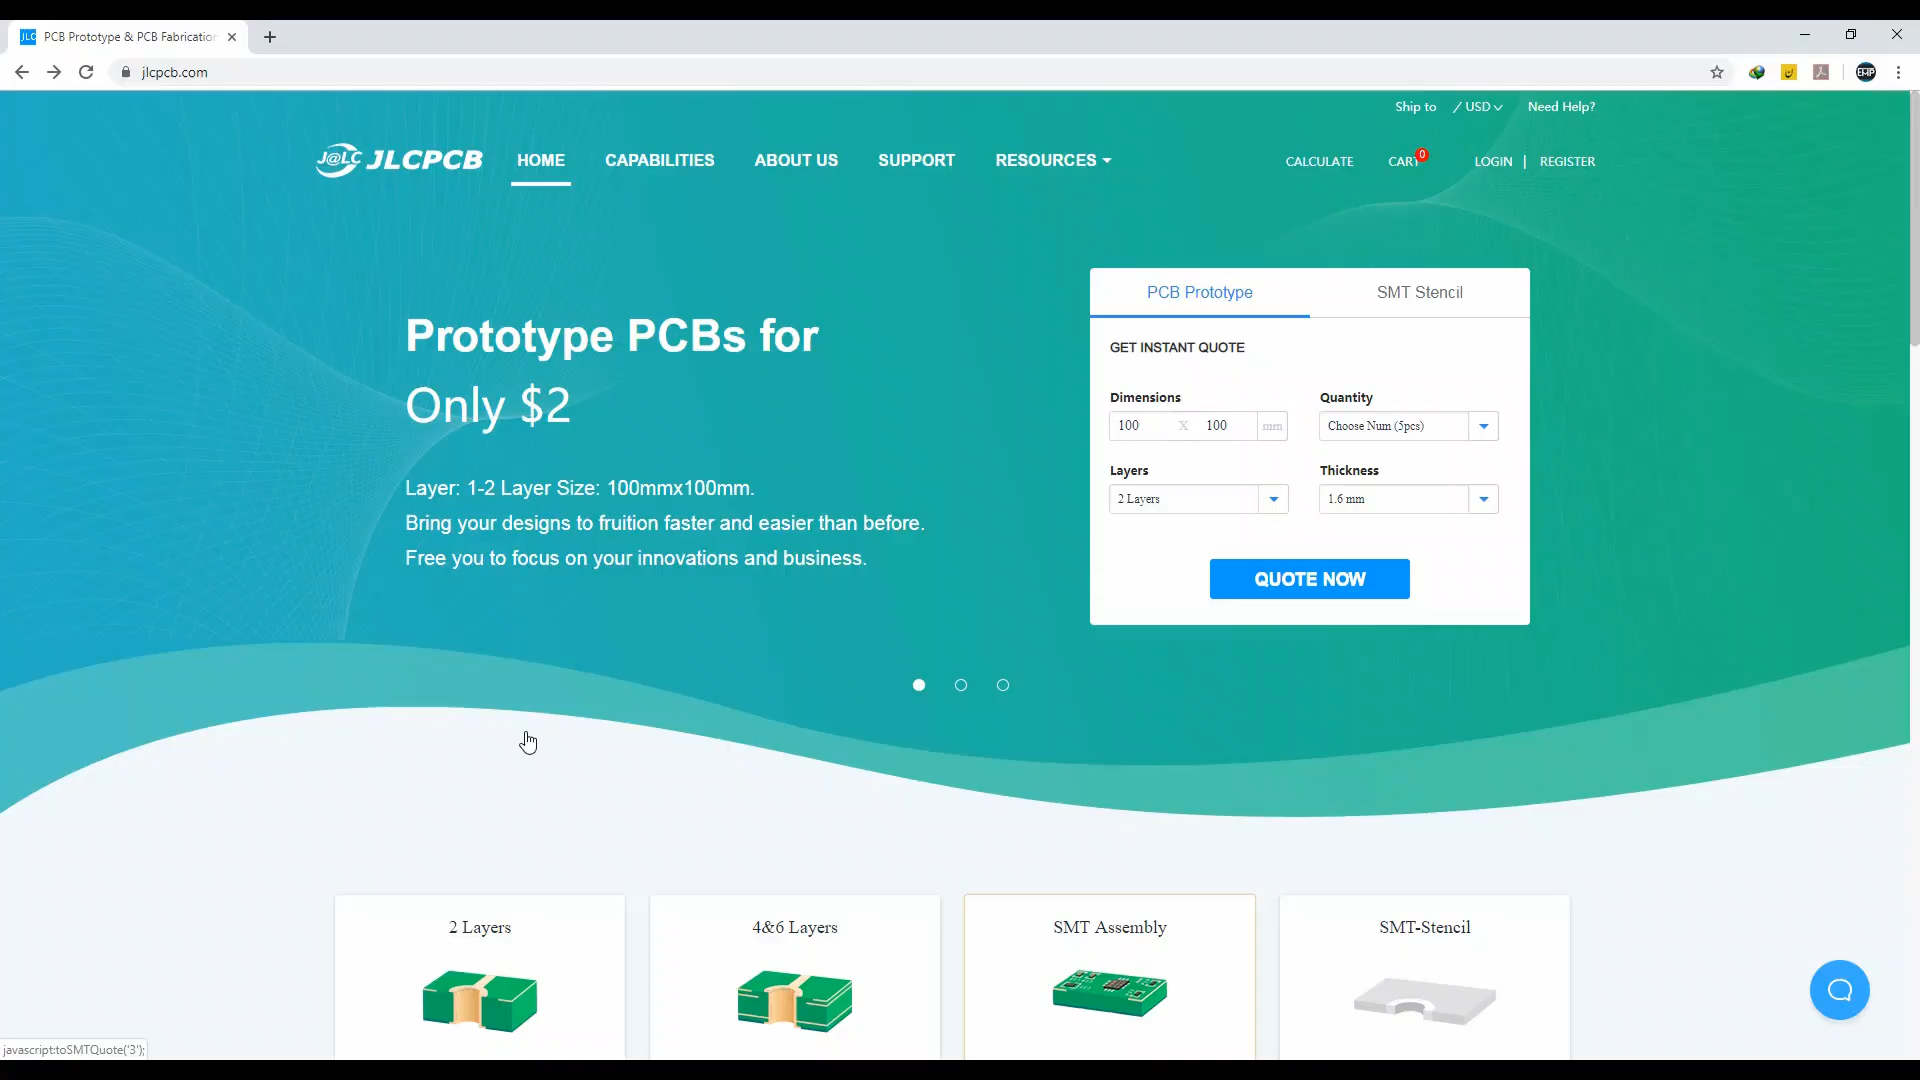 JLC PCB Prototype & PCB Fabrication
jlcpcb.com
EMP
Ship to / USD Need Help?
J@LC JLCPCB HOME CAPABILITIES ABOUT US SUPPORT RESOURCES CALCULATE CART 0 LOGIN | REGISTER
PCB Prototype SMT Stencil
Prototype PCBs for
Only $2
GET INSTANT QUOTE
Dimensions Quantity
100 X 100 mm Choose Num (5pcs)
Layers Thickness
2 Layers 1.6 mm
Layer: 1-2 Layer Size: 100mmx100mm.
Bring your designs to fruition faster and easier than before.
Free you to focus on your innovations and business.
QUOTE NOW
2 Layers 4&6 Layers SMT Assembly SMT-Stencil
javascript:toSMTQuote('3');